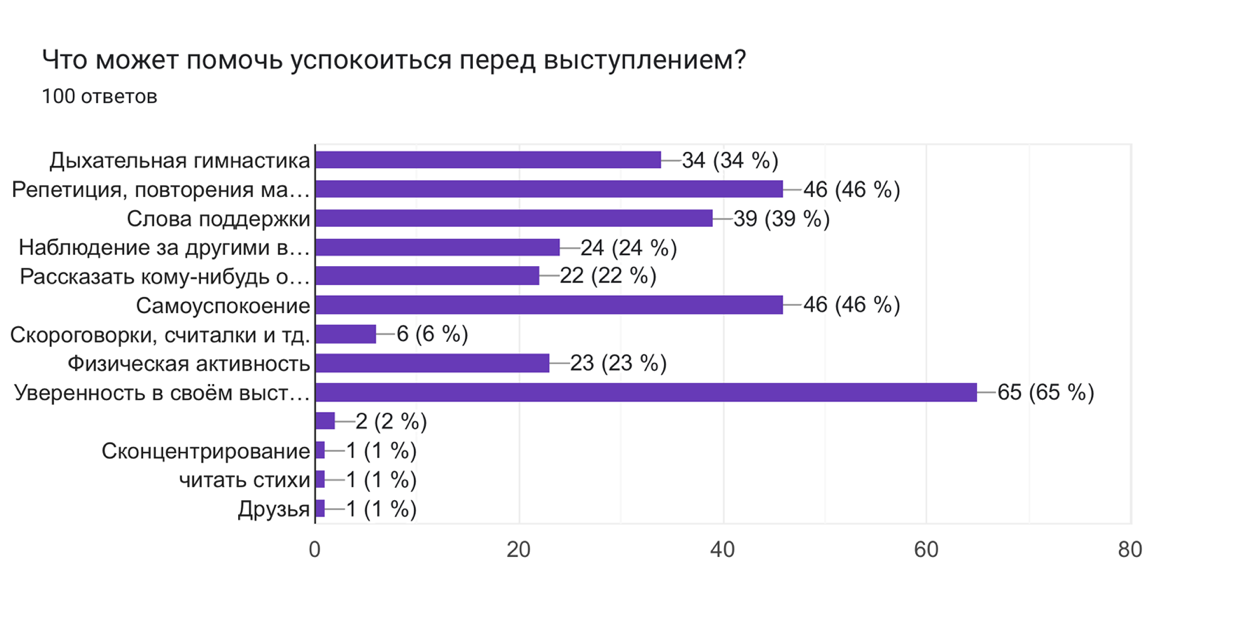 Что может помочь успокоиться перед выступлением?
100 ответов
Дыхательная гимнастика 34 (34 %)
Репетиция, повторения ма… 46 (46 %)
Слова поддержки 39 (39 %)
Наблюдение за другими в… 24 (24 %)
Рассказать кому-нибудь о… 22 (22 %)
Самоуспокоение 46 (46 %)
Скороговорки, считалки и тд. 6 (6 %)
Физическая активность 23 (23 %)
Уверенность в своём выст… 65 (65 %)
2 (2 %)
Сконцентрирование 1 (1 %)
читать стихи 1 (1 %)
Друзья 1 (1 %)
0 20 40 60 80